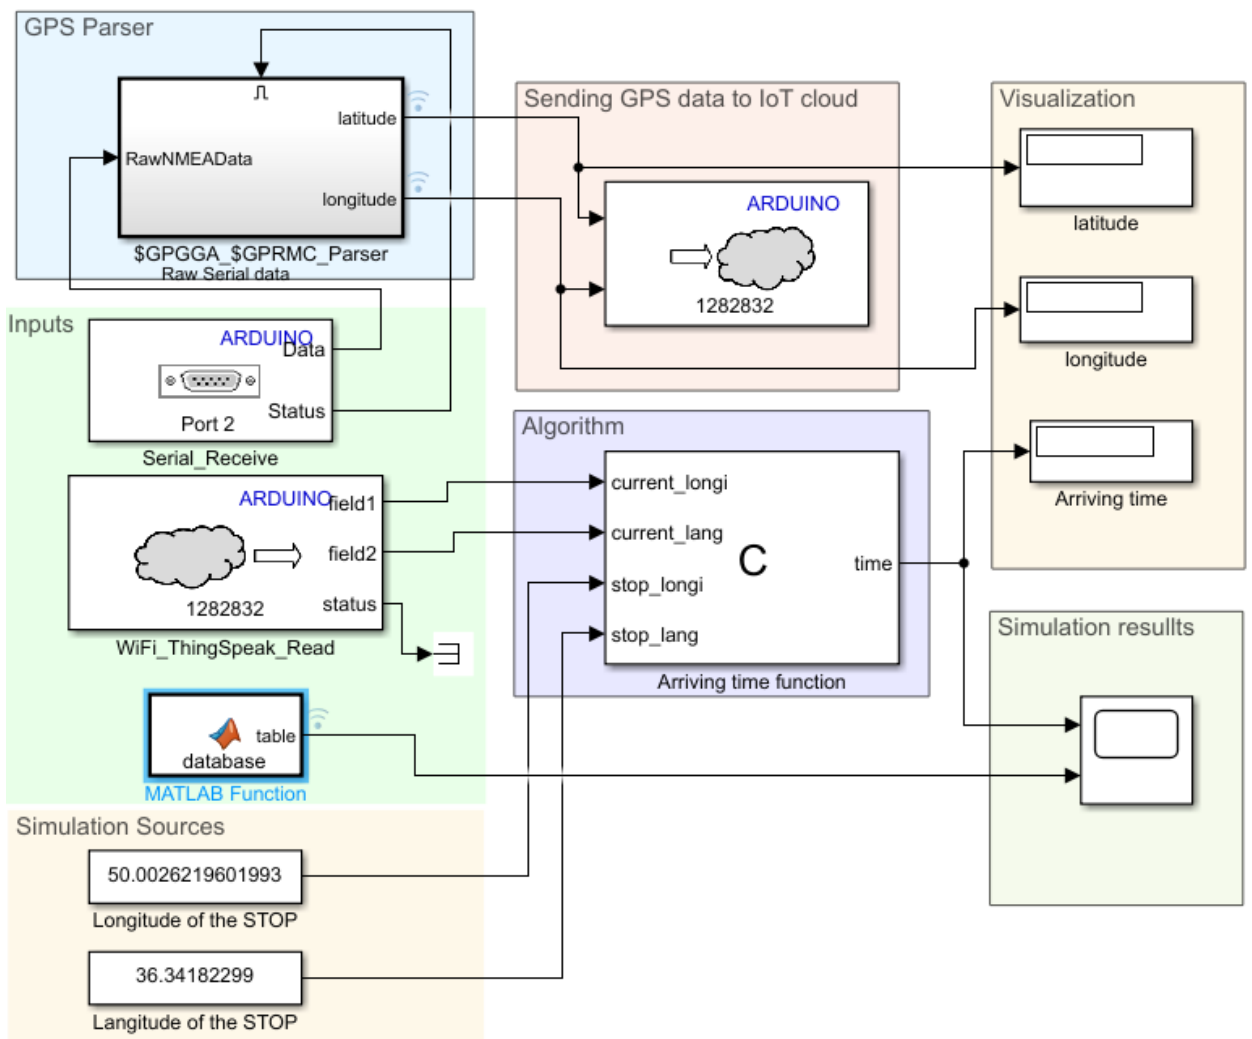 GPS Parser
latitude
RawNMEAData
longitude
$GPGGA_$GPRMC_Parser
Raw Serial data
Sending GPS data to IoT cloud
ARDUINO
1282832
Visualization
latitude
longitude
Arriving time
Inputs
ARDUINO
Data
Status
Port 2
Serial_Receive
ARDUINO
field1
field2
status
1282832
WiFi_ThingSpeak_Read
table
database
MATLAB Function
Algorithm
current_longi
current_lang
C
time
stop_longi
stop_lang
Arriving time function
Simulation resullts
Simulation Sources
50.0026219601993
Longitude of the STOP
36.34182299
Langitude of the STOP